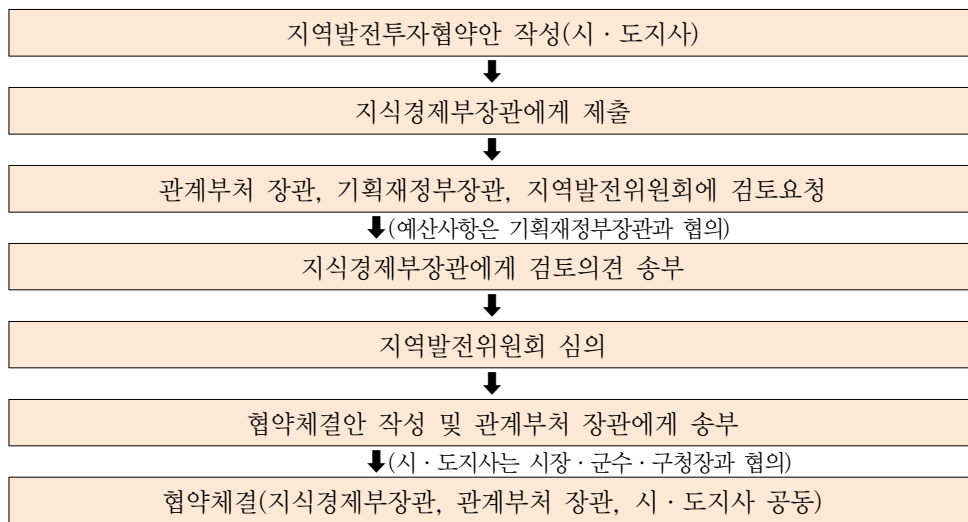 지역발전투자협약안 작성(시 · 도지사)
지식경제부장관에게 제출
관계부처 장관, 기획재정부장관, 지역발전위원회에 검토요청
(예산사항은 기획재정부장관과 협의)
지식경제부장관에게 검토의견 송부
지역발전위원회 심의
협약체결안 작성 및 관계부처 장관에게 송부
(시 · 도지사는 시장 · 군수 · 구청장과 협의)
협약체결(지식경제부장관, 관계부처 장관, 시 · 도지사 공동)